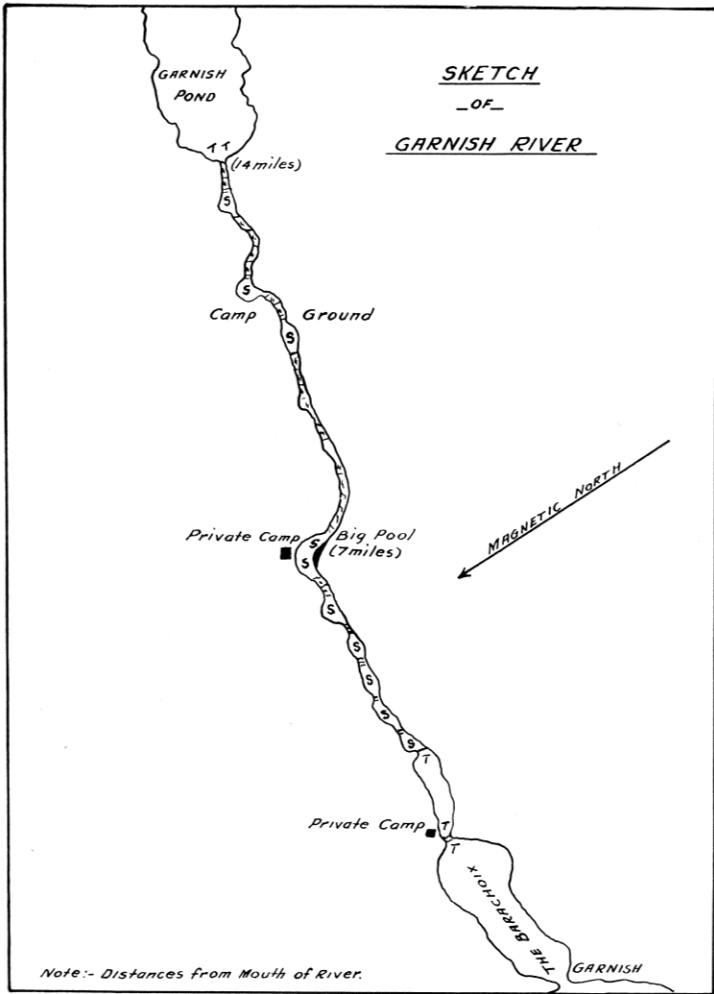 SKETCH
_OF_
GARNISH RIVER
GARNISH
POND
T T
(14 miles)
S
S
Camp Ground
S
MAGNETIC NORTH
Private Camp
S
S
Big Pool
(7 miles)
S
S
S
S
S
T
Private Camp
T
T
THE BARACHOIX
GARNISH
Note:- Distances from Mouth of River.